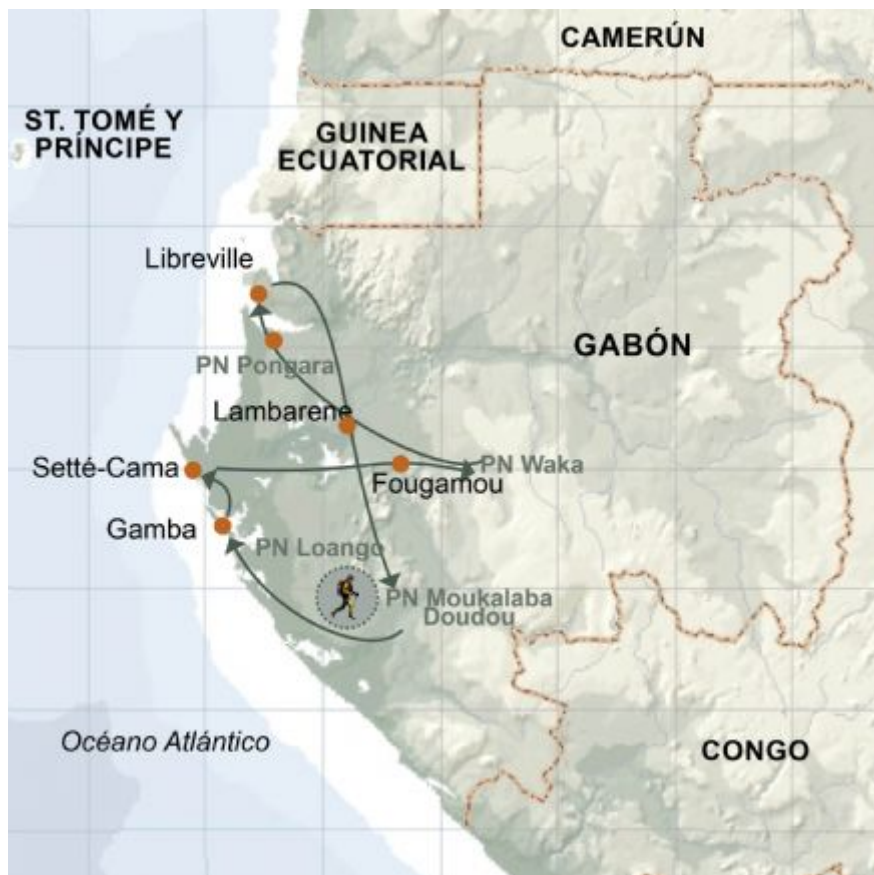 CAMERÚN
ST. TOMÉ Y
PRÍNCIPE
GUINEA
ECUATORIAL
Libreville
GABÓN
PN Pongara
Lambarene
Setté-Cama
PN Waka
Fougamou
Gamba
PN Loango
PN Moukalaba
Doudou
Océano Atlántico
CONGO